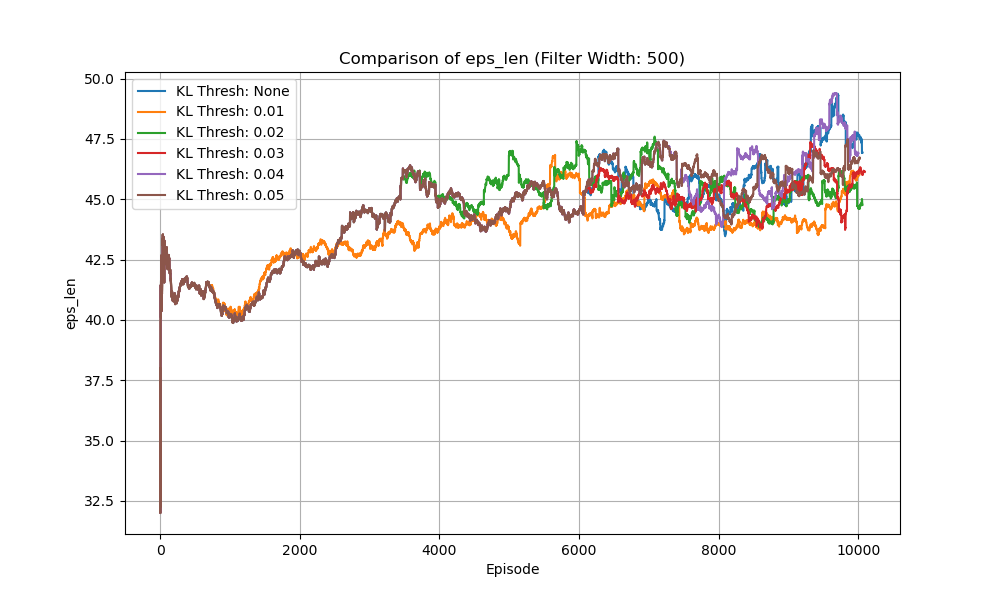 Comparison of eps_len (Filter Width: 500)
50.0
47.5
45.0
42.5
40.0
37.5
35.0
32.5
eps_len
KL Thresh: None
KL Thresh: 0.01
KL Thresh: 0.02
KL Thresh: 0.03
KL Thresh: 0.04
KL Thresh: 0.05
0 2000 4000 6000 8000 10000
Episode